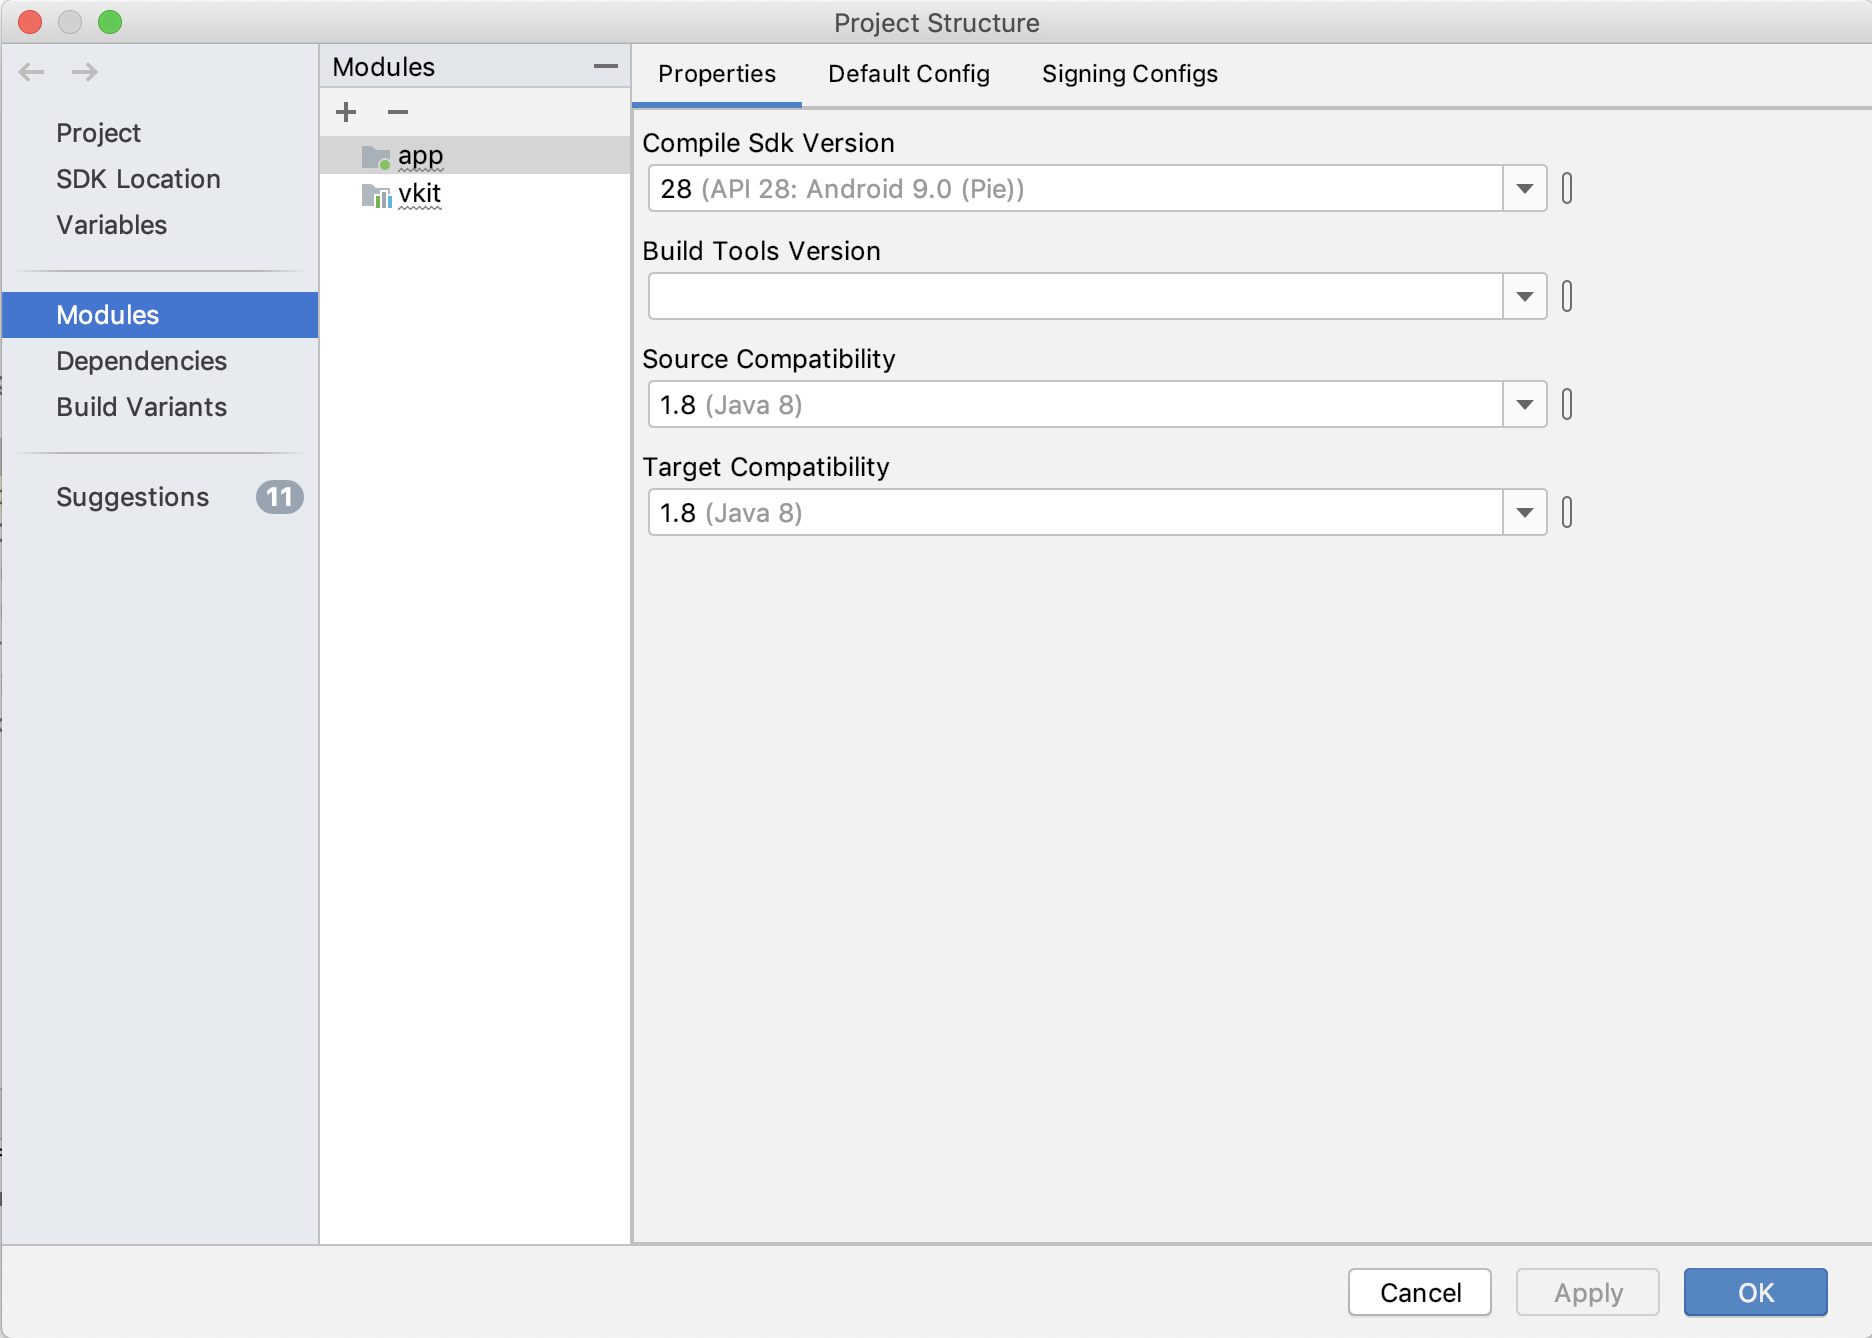 Project Structure
Project
SDK Location
Variables
Modules
Dependencies
Build Variants
Suggestions 11
Modules
app
vkit
Properties Default Config Signing Configs
Compile Sdk Version
28 (API 28: Android 9.0 (Pie))
Build Tools Version
Source Compatibility
1.8 (Java 8)
Target Compatibility
1.8 (Java 8)
Cancel Apply OK